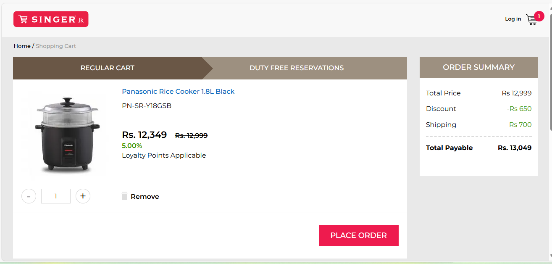 SINGER
Log in
1
Home / Shopping Cart
REGULAR CART
DUTY FREE RESERVATIONS
Panasonic Rice Cooker 1.8L Black
PN-SR-Y18GSB
Rs. 12,349 Rs. 12,999
5.00%
Loyalty Points Applicable
- 1 +
Remove
PLACE ORDER
ORDER SUMMARY
Total Price Rs 12,999
Discount Rs 650
Shipping Rs 700
Total Payable Rs. 13,049